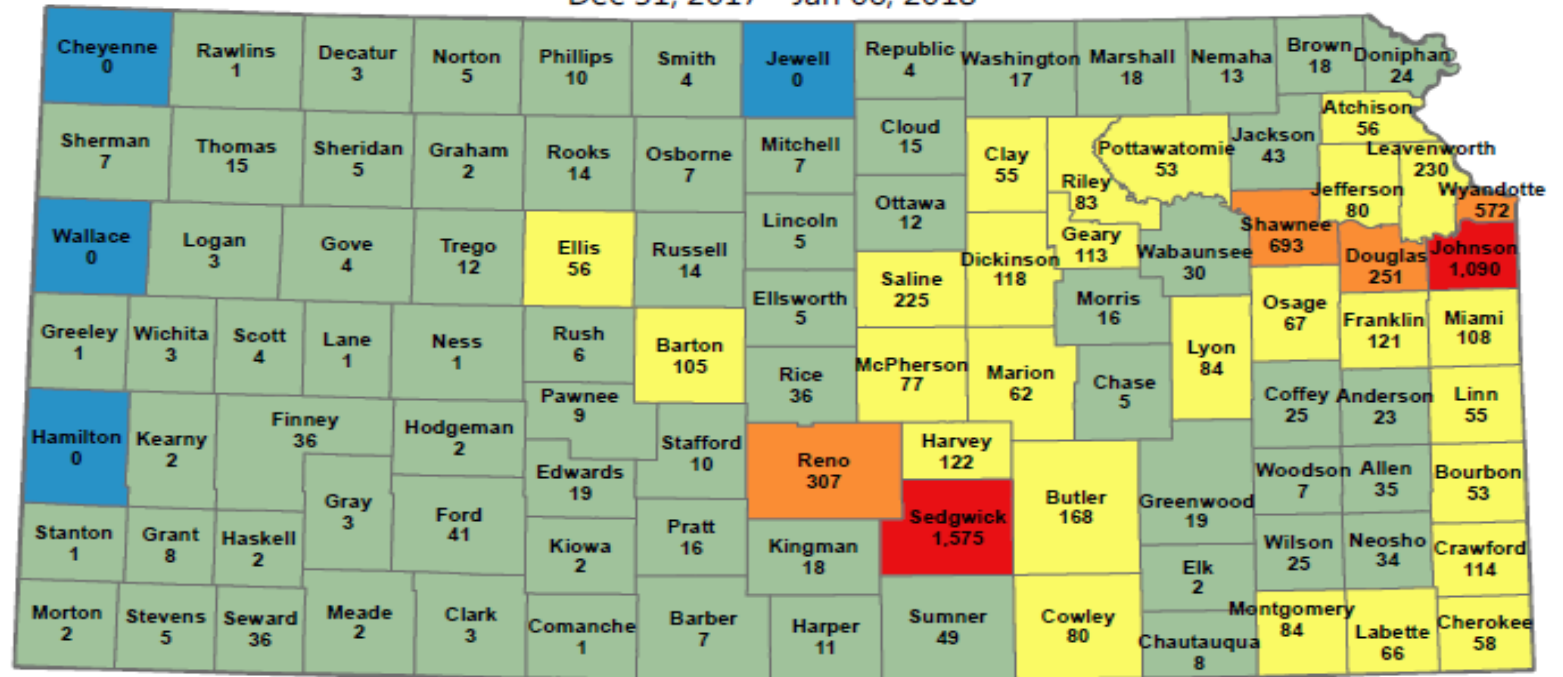 Dec 31, 2017 - Jan 06, 2018
Cheyenne
0
Rawlins
1
Decatur
3
Norton
5
Phillips
10
Smith
4
Jewell
0
Republic
4
Washington
17
Marshall
18
Nemaha
13
Brown
18
Doniphan
24
Sherman
7
Thomas
15
Sheridan
5
Graham
2
Rooks
14
Osborne
7
Mitchell
7
Cloud
15
Clay
55
Riley
83
Pottawatomie
53
Jackson
43
Atchison
56
Leavenworth
230
Jefferson
80
Wyandotte
572
Wallace
0
Logan
3
Gove
4
Trego
12
Ellis
56
Russell
14
Lincoln
5
Ottawa
12
Saline
225
Dickinson
118
Geary
113
Wabaunsee
30
Shawnee
693
Douglas
251
Johnson
1,090
Greeley
1
Wichita
3
Scott
4
Lane
1
Ness
1
Rush
6
Barton
105
Ellsworth
5
Rice
36
McPherson
77
Marion
62
Morris
16
Chase
5
Lyon
84
Osage
67
Franklin
121
Miami
108
Hamilton
0
Kearny
2
Finney
36
Hodgeman
2
Pawnee
9
Edwards
19
Stafford
10
Reno
307
Harvey
122
Sedgwick
1,575
Butler
168
Greenwood
19
Coffey
25
Anderson
23
Linn
55
Woodson
7
Allen
35
Bourbon
53
Stanton
1
Grant
8
Haskell
2
Gray
3
Ford
41
Kiowa
2
Pratt
16
Kingman
18
Elk
2
Wilson
25
Neosho
34
Crawford
114
Morton
2
Stevens
5
Seward
36
Meade
2
Clark
3
Comanche
1
Barber
7
Harper
11
Sumner
49
Cowley
80
Chautauqua
8
Montgomery
84
Labette
66
Cherokee
58